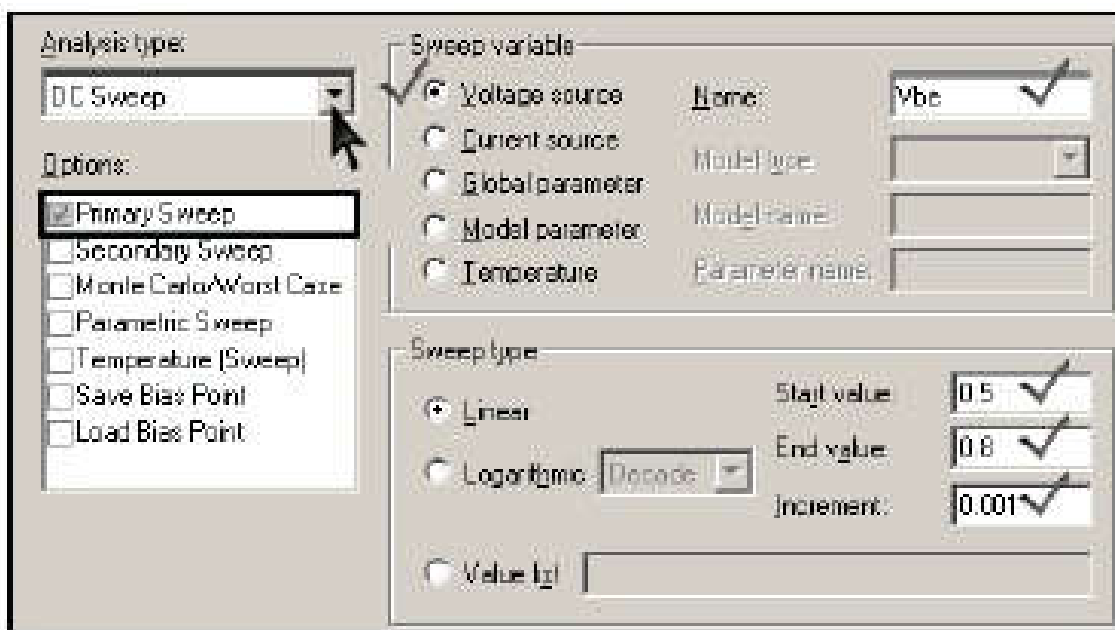 Analysis type:
DC Sweep
Options:
Primary Sweep
Secondary Sweep
Monte Carlo/Worst Case
Parametric Sweep
Temperature (Sweep)
Save Bias Point
Load Bias Point
Sweep variable
Voltage source
Current source
Global parameter
Model parameter
Temperature
Name:
Vbe
Model type:
Model name:
Parameter name:
Sweep type
Linear
Logarithmic
Decade
Value list
Start value:
0.5
End value:
0.8
Increment:
0.001